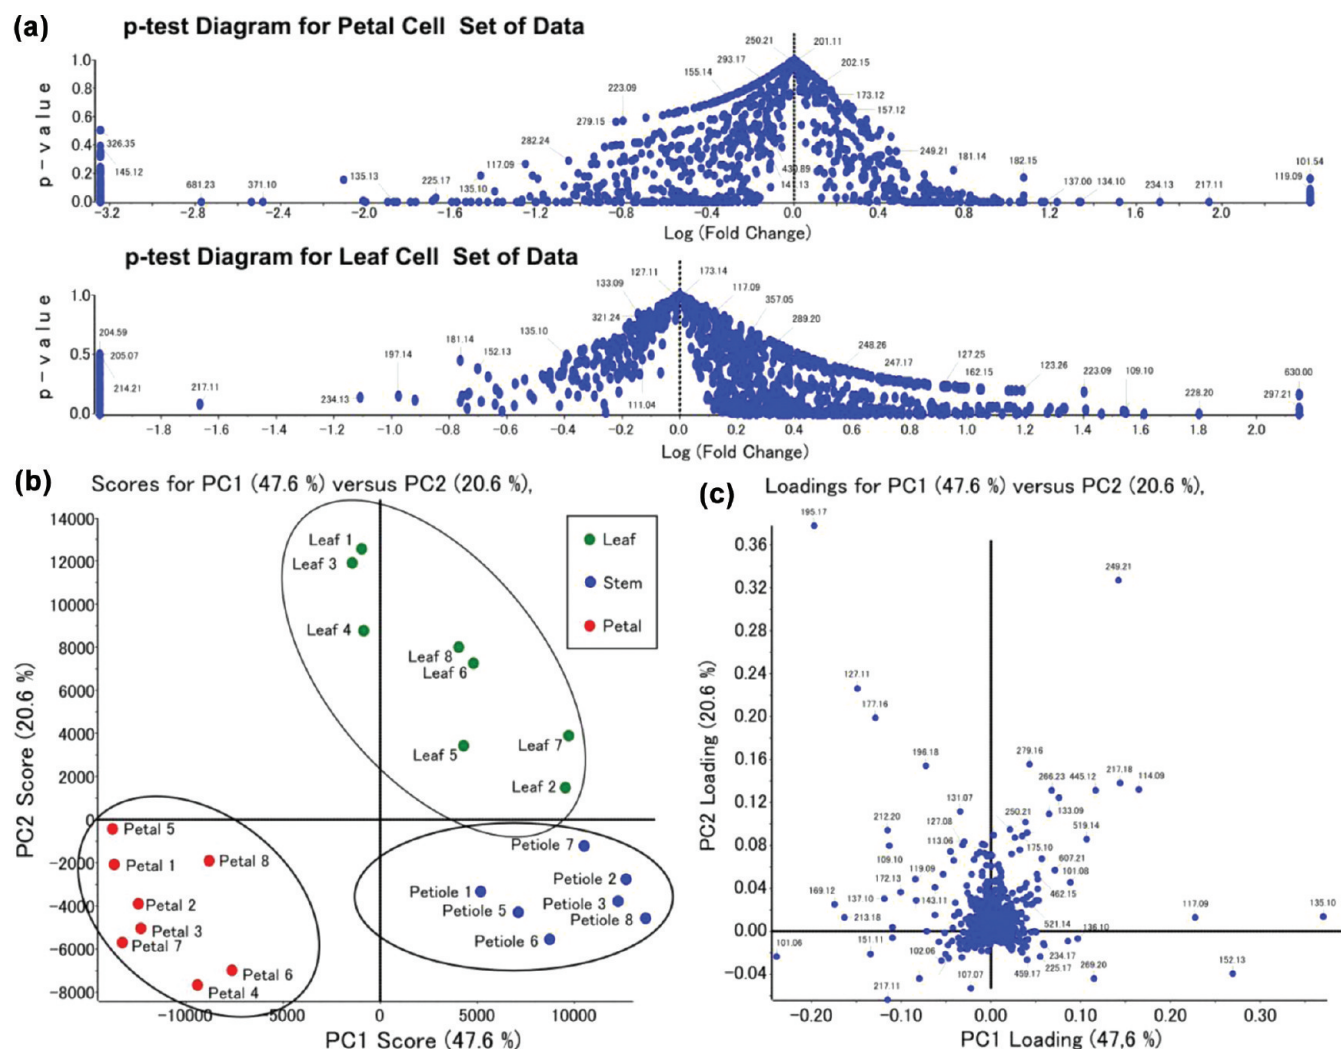 (a)
p-test Diagram for Petal Cell Set of Data
p-value
1.0
0.8
0.6
0.4
0.2
0.0
250.21
201.11
293.17
202.15
155.14
173.12
223.09
157.12
279.15
282.24
249.21
326.35
117.09
430.89
181.14
182.15
101.54
145.12
135.13
225.17
135.10
141.13
137.00
134.10
234.13
217.11
119.09
681.23
371.10
-3.2 -2.8 -2.4 -2.0 -1.6 -1.2 -0.8 -0.4 0.0 0.4 0.8 1.2 1.6 2.0
Log (Fold Change)
p-test Diagram for Leaf Cell Set of Data
p-value
1.0
0.5
0.0
127.11
173.14
133.09
117.09
357.05
321.24
289.20
204.59
135.10
181.14
248.26
205.07
152.13
247.17
127.25
197.14
162.15
123.26
223.09
109.10
630.00
214.21
217.11
234.13
111.04
228.20
297.21
-1.8 -1.6 -1.4 -1.2 -1.0 -0.8 -0.6 -0.4 -0.2 0.0 0.2 0.4 0.6 0.8 1.0 1.2 1.4 1.6 1.8 2.0
Log (Fold Change)
(b)
Scores for PC1 (47.6 %) versus PC2 (20.6 %),
PC2 Score (20.6 %)
14000
12000
10000
8000
6000
4000
2000
0
-2000
-4000
-6000
-8000
Leaf
Stem
Petal
Leaf 1
Leaf 3
Leaf 4
Leaf 8
Leaf 6
Leaf 5
Leaf 7
Leaf 2
Petal 5
Petal 1
Petal 8
Petal 2
Petal 3
Petal 7
Petal 6
Petal 4
Petiole 7
Petiole 2
Petiole 1
Petiole 3
Petiole 5
Petiole 8
Petiole 6
-10000 -5000 0 5000 10000
PC1 Score (47.6 %)
(c)
Loadings for PC1 (47.6 %) versus PC2 (20.6 %),
PC2 Loading (20.6 %)
0.36
0.32
0.28
0.24
0.20
0.16
0.12
0.08
0.04
0.00
-0.04
195.17
249.21
127.11
177.16
196.18
279.16
266.23
445.12
217.18
114.09
131.07
133.09
212.20
127.08
250.21
519.14
113.06
175.10
109.10
607.21
119.09
101.08
172.13
462.15
169.12
137.10
143.11
117.09
135.10
213.18
521.14
136.10
151.11
102.06
234.17
101.06
225.17
152.13
107.07
459.17
269.20
217.11
-0.20 -0.10 0.00 0.10 0.20 0.30
PC1 Loading (47,6 %)